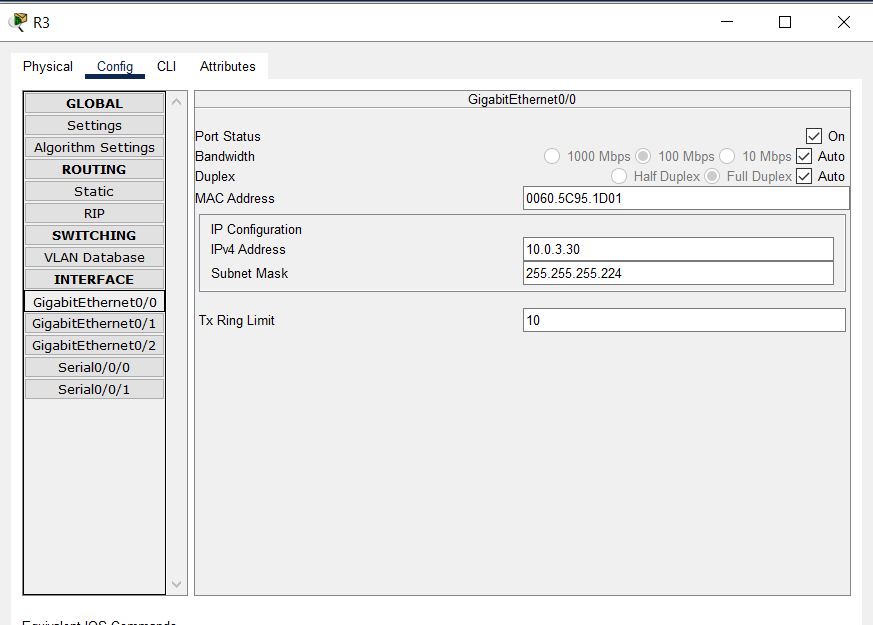 R3
Physical Config CLI Attributes
GLOBAL
Settings
Algorithm Settings
ROUTING
Static
RIP
SWITCHING
VLAN Database
INTERFACE
GigabitEthernet0/0
GigabitEthernet0/1
GigabitEthernet0/2
Serial0/0/0
Serial0/0/1
GigabitEthernet0/0
Port Status On
Bandwidth 1000 Mbps 100 Mbps 10 Mbps Auto
Duplex Half Duplex Full Duplex Auto
MAC Address 0060.5C95.1D01
IP Configuration
IPv4 Address 10.0.3.30
Subnet Mask 255.255.255.224
Tx Ring Limit 10
Equivalent IOS Commands